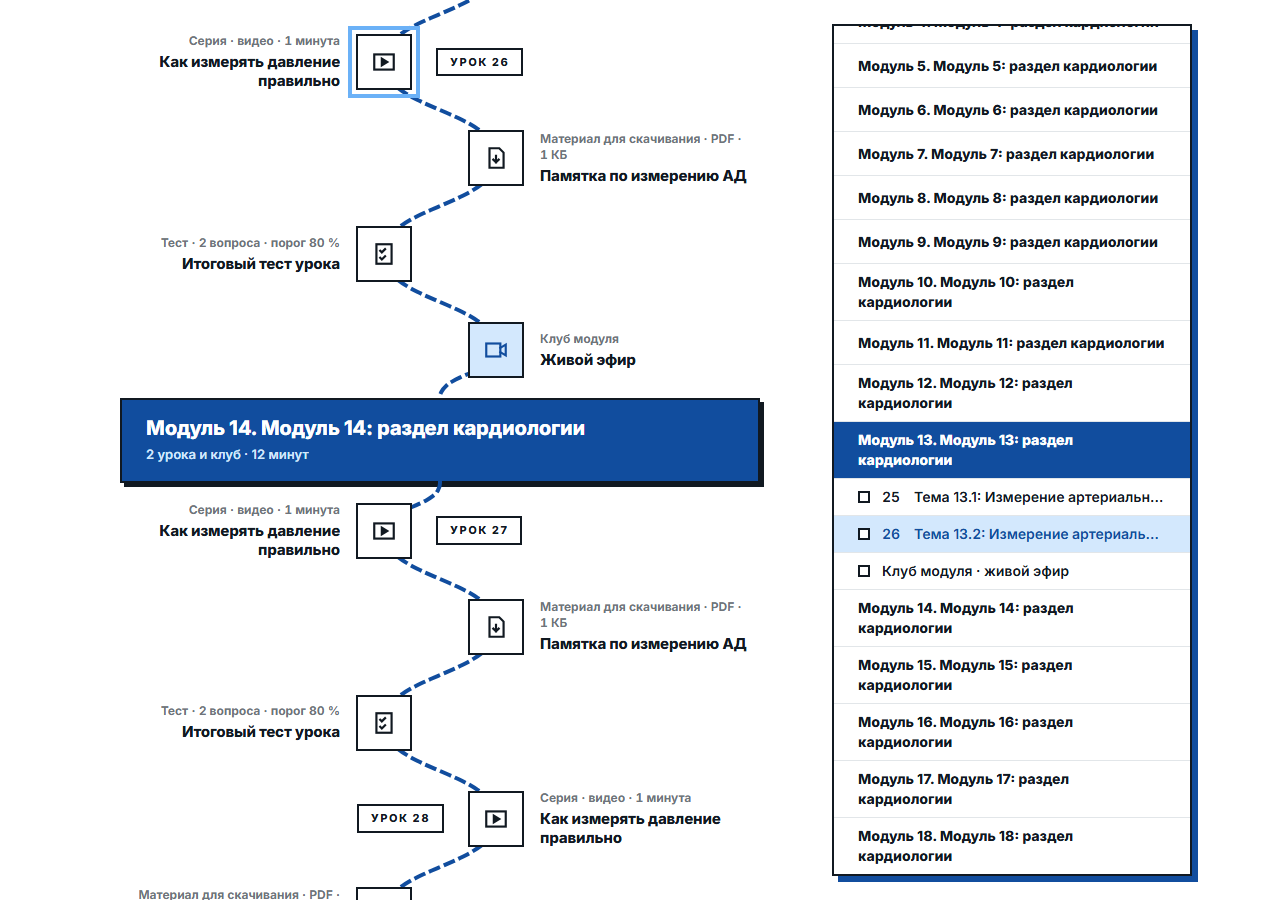 Серия · видео · 1 минута
Как измерять давление
правильно
УРОК 26
Материал для скачивания · PDF ·
1 КБ
Памятка по измерению АД
Тест · 2 вопроса · порог 80 %
Итоговый тест урока
Клуб модуля
Живой эфир
Модуль 14. Модуль 14: раздел кардиологии
2 урока и клуб · 12 минут
Серия · видео · 1 минута
Как измерять давление
правильно
УРОК 27
Материал для скачивания · PDF ·
1 КБ
Памятка по измерению АД
Тест · 2 вопроса · порог 80 %
Итоговый тест урока
УРОК 28
Серия · видео · 1 минута
Как измерять давление
правильно
Материал для скачивания · PDF ·
Модуль 5. Модуль 5: раздел кардиологии
Модуль 6. Модуль 6: раздел кардиологии
Модуль 7. Модуль 7: раздел кардиологии
Модуль 8. Модуль 8: раздел кардиологии
Модуль 9. Модуль 9: раздел кардиологии
Модуль 10. Модуль 10: раздел
кардиологии
Модуль 11. Модуль 11: раздел кардиологии
Модуль 12. Модуль 12: раздел
кардиологии
Модуль 13. Модуль 13: раздел
кардиологии
25 Тема 13.1: Измерение артериальн...
26 Тема 13.2: Измерение артериаль...
Клуб модуля · живой эфир
Модуль 14. Модуль 14: раздел
кардиологии
Модуль 15. Модуль 15: раздел
кардиологии
Модуль 16. Модуль 16: раздел
кардиологии
Модуль 17. Модуль 17: раздел
кардиологии
Модуль 18. Модуль 18: раздел
кардиологии